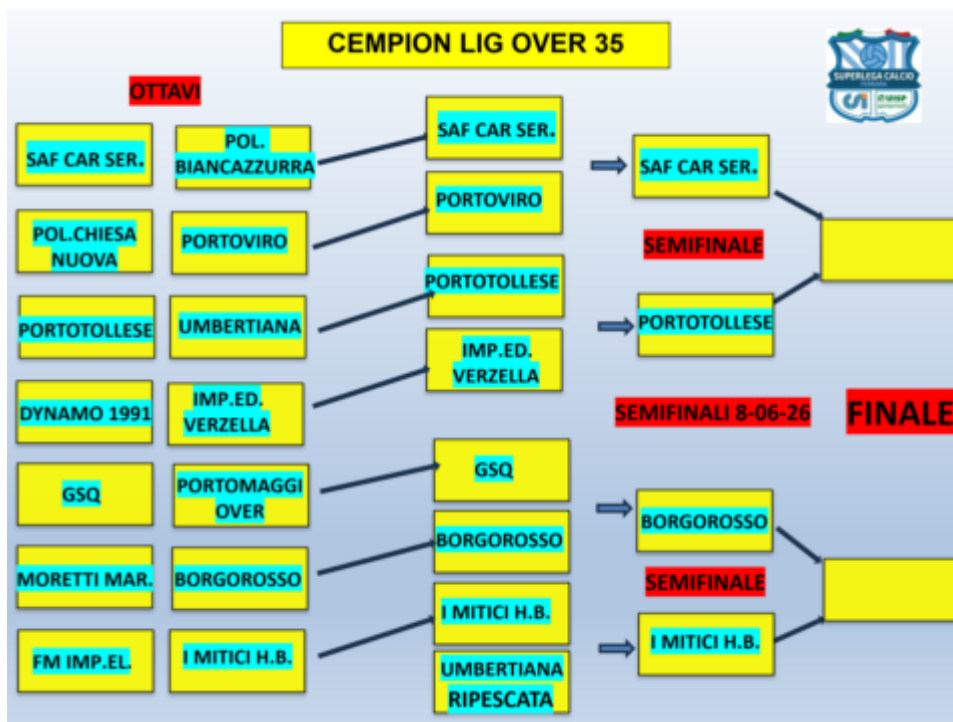 CEMPION LIG OVER 35
SUPERLEGA CALCIO
OTTAVI
SAF CAR SER.
POL.
BIANCAZZURRA
SAF CAR SER.
SAF CAR SER.
POL.CHIESA
NUOVA
PORTOVIRO
PORTOVIRO
SEMIFINALE
PORTOTOLLESE
UMBERTIANA
PORTOTOLLESE
PORTOTOLLESE
DYNAMO 1991
IMP.ED.
VERZELLA
IMP.ED.
VERZELLA
SEMIFINALI 8-06-26
FINALE
GSQ
PORTOMAGGI
OVER
GSQ
BORGOROSSO
MORETTI MAR.
BORGOROSSO
BORGOROSSO
SEMIFINALE
FM IMP.EL.
I MITICI H.B.
I MITICI H.B.
I MITICI H.B.
UMBERTIANA
RIPESCATA